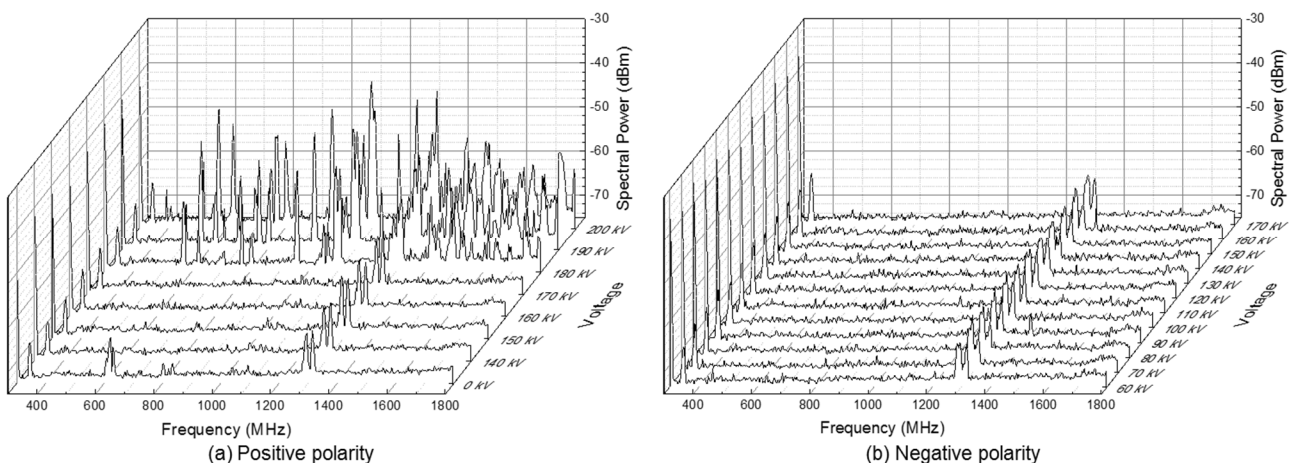 -30
-40
-50
-60
-70
Spectral Power (dBm)
200 kV
190 kV
180 kV
170 kV
160 kV
150 kV
140 kV
0 kV
Voltage
400 600 800 1000 1200 1400 1600 1800
Frequency (MHz)
(a) Positive polarity
-30
-40
-50
-60
-70
Spectral Power (dBm)
170 kV
160 kV
150 kV
140 kV
130 kV
120 kV
110 kV
100 kV
90 kV
80 kV
70 kV
60 kV
Voltage
400 600 800 1000 1200 1400 1600 1800
Frequency (MHz)
(b) Negative polarity